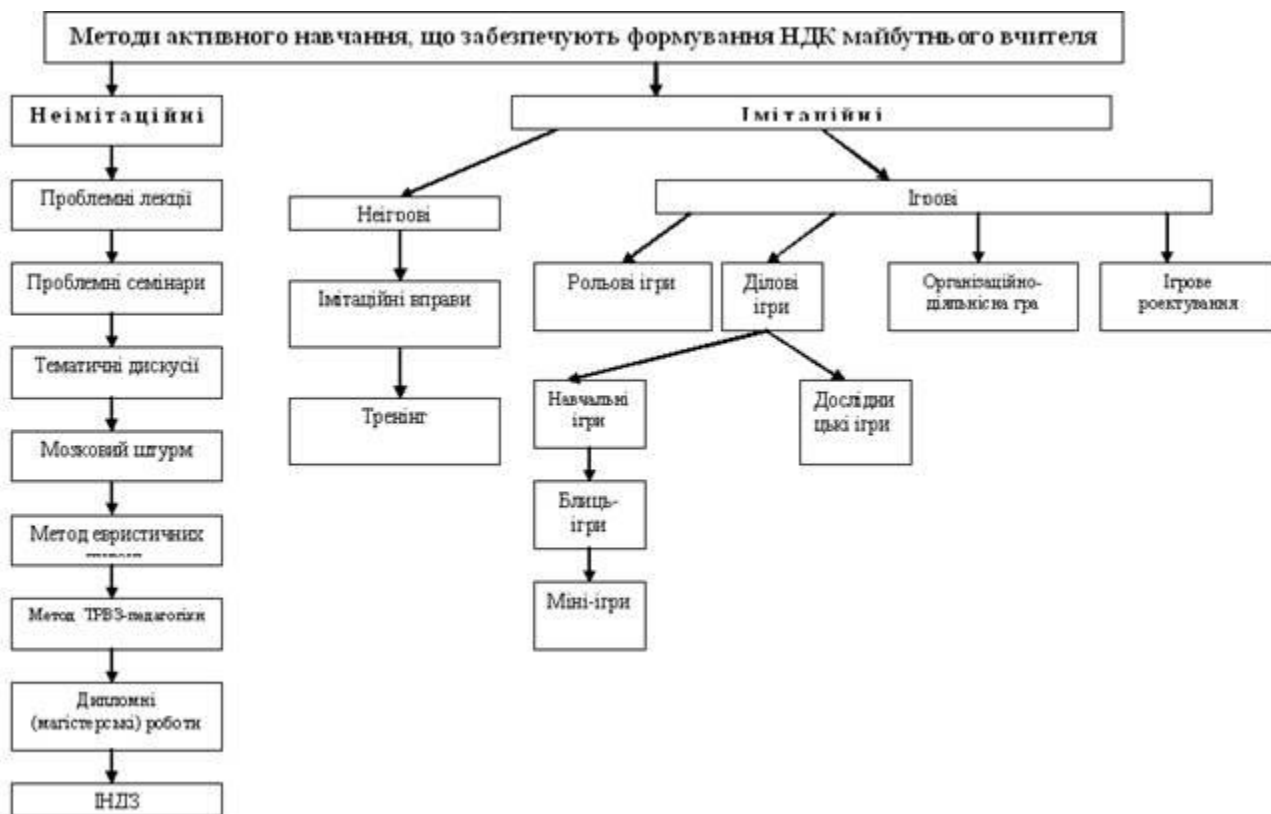 Методи активного навчання, що забезпечують формування НДК майбутнього вчителя
Неімітаційні
Імітаційні
Проблемні лекції
Неігрові
Ігрові
Проблемні семінари
Імітаційні вправи
Рольові ігри
Ділові
ігри
Організаційно-
діяльнісна гра
Ігрове
роектування
Тематичні дискусії
Тренінг
Навчальні
ігри
Дослідни
цькі ігри
Мозковий штурм
Блиць-
ігри
Метод евристичних
Міні-ігри
Метод ТРВЗ-педагогіки
Дипломні
(магістерські) роботи
ІНДЗ